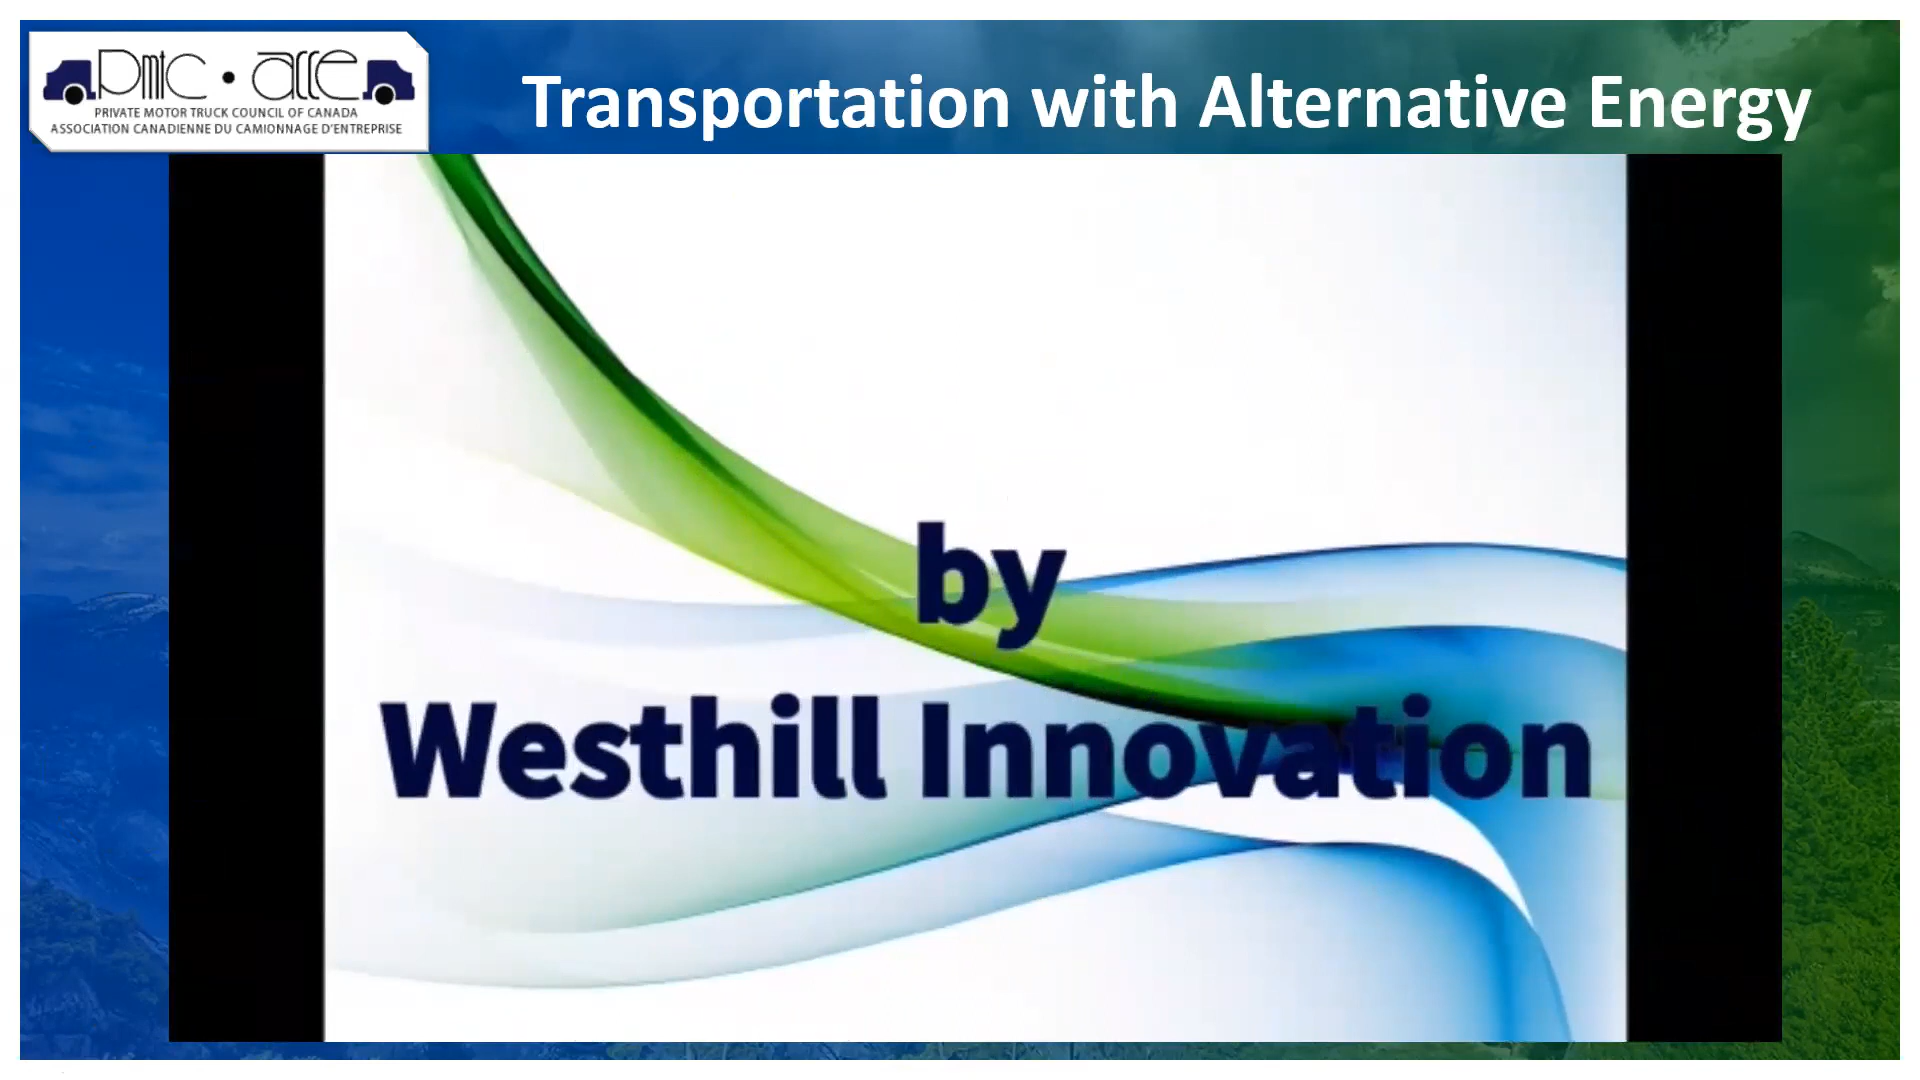 pmtc • acce
PRIVATE MOTOR TRUCK COUNCIL OF CANADA
ASSOCIATION CANADIENNE DU CAMIONNAGE D'ENTREPRISE
Transportation with Alternative Energy
by
Westhill Innovation